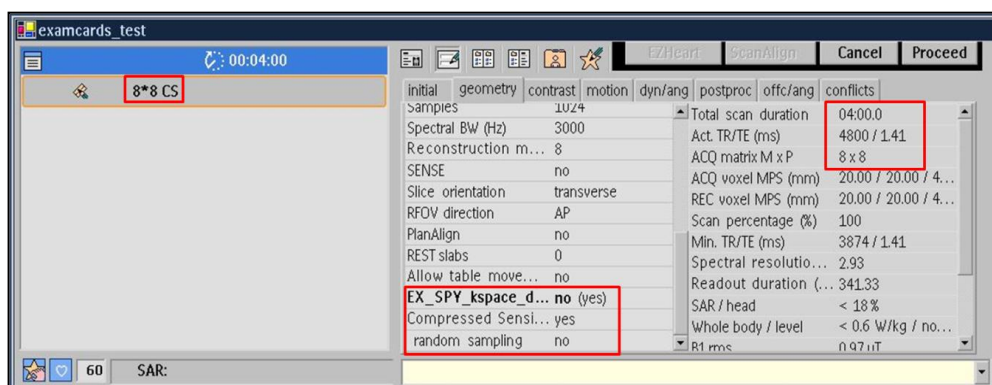 examcards_test
00:04:00
EZHeart ScanAlign Cancel Proceed
8*8 CS
initial geometry contrast motion dyn/ang postproc offc/ang conflicts
Samples 1024
Spectral BW (Hz) 3000
Reconstruction m... 8
SENSE no
Slice orientation transverse
RFOV direction AP
PlanAlign no
REST slabs 0
Allow table move... no
EX_SPY_kspace_d... no (yes)
Compressed Sensi... yes
random sampling no
Total scan duration 04:00.0
Act. TR/TE (ms) 4800 / 1.41
ACQ matrix M x P 8 x 8
ACQ voxel MPS (mm) 20.00 / 20.00 / 4...
REC voxel MPS (mm) 20.00 / 20.00 / 4...
Scan percentage (%) 100
Min. TR/TE (ms) 3874 / 1.41
Spectral resolutio... 2.93
Readout duration (... 341.33
SAR / head < 18 %
Whole body / level < 0.6 W/kg / no...
B1 rms 0.97 uT
60 SAR: